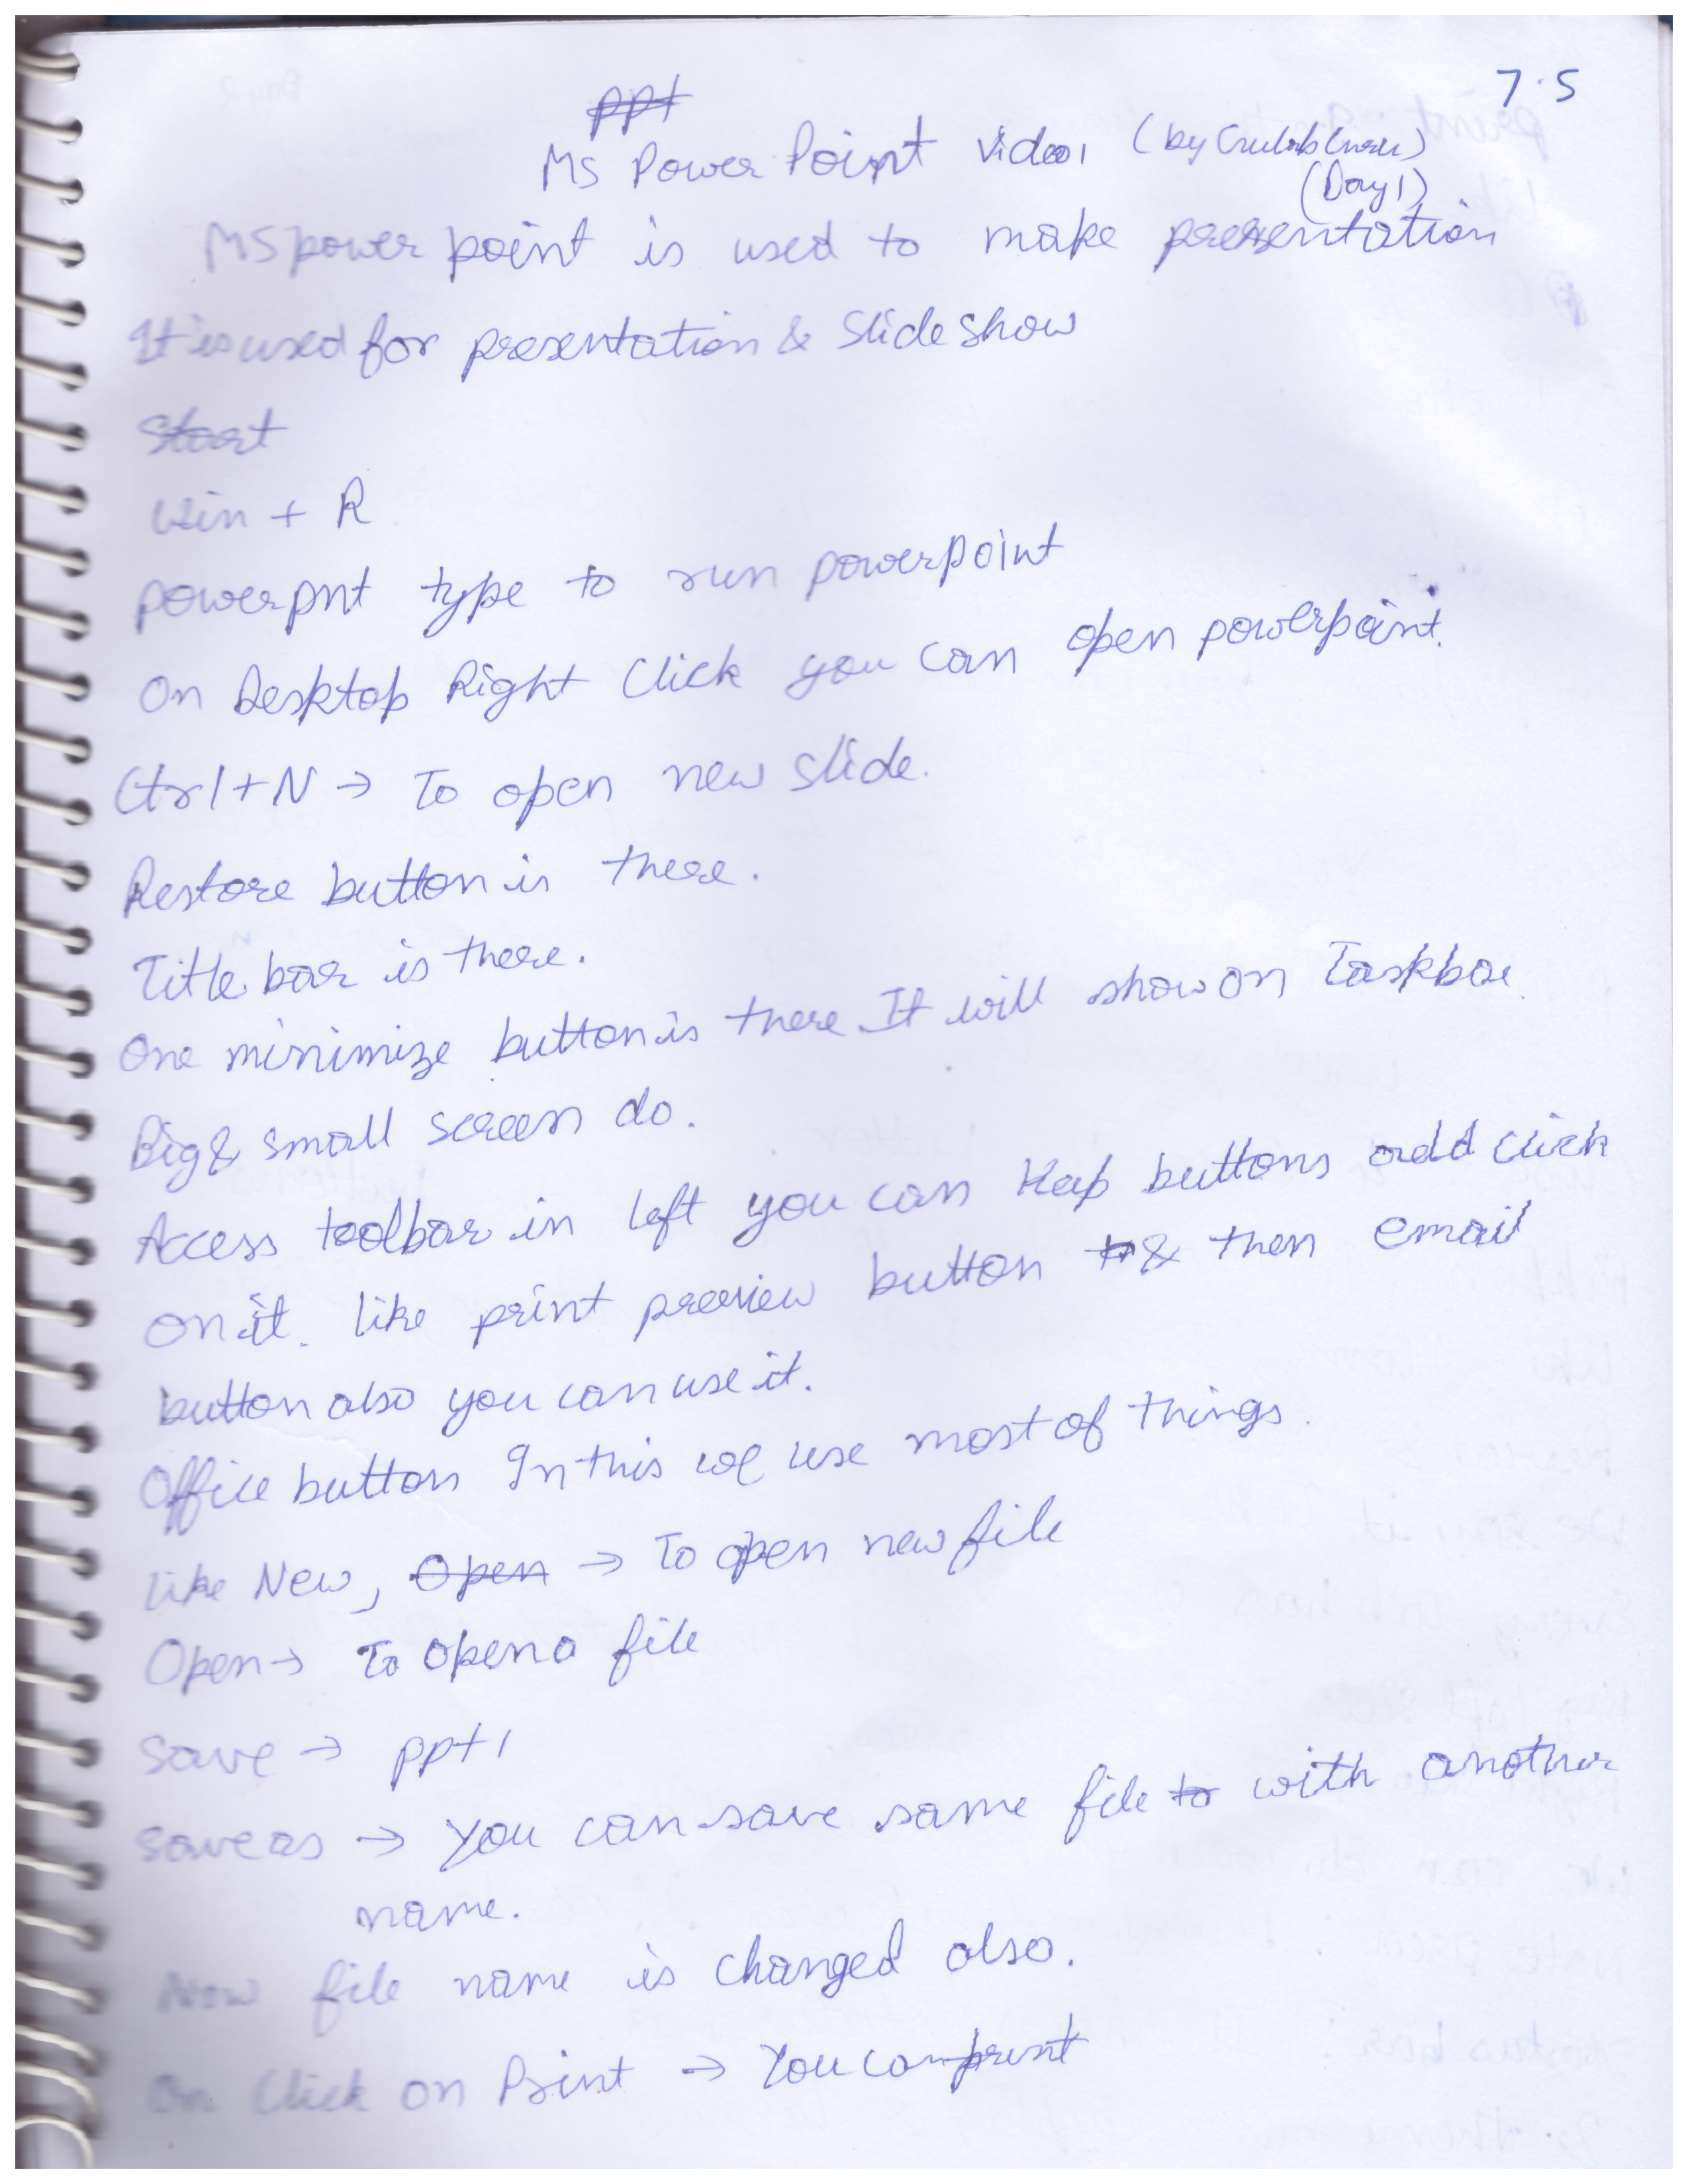 7.5
ppt
MS Power Point Video 1 (by
(Day 1)
MS power point is used to make presentation
It is used for presentation & Slide show
Start
Win + R
powerpnt type to run powerpoint
On Desktop Right Click you can open powerpoint.
Ctrl+N → To open new slide.
Restore button is there.
Title bar is there.
One minimize button is there It will show on Taskbar.
Big & small screen do.
Access toolbar in left you can Keep buttons add click
on it. like print preview button & then email
button also you can use it.
Office button In this we use most of things.
like New, Open → To open new file
Open → To open a file
Save → ppt1
Save as → You can save same file to with another
name.
Now file name is changed also.
On Click on Print → You can print